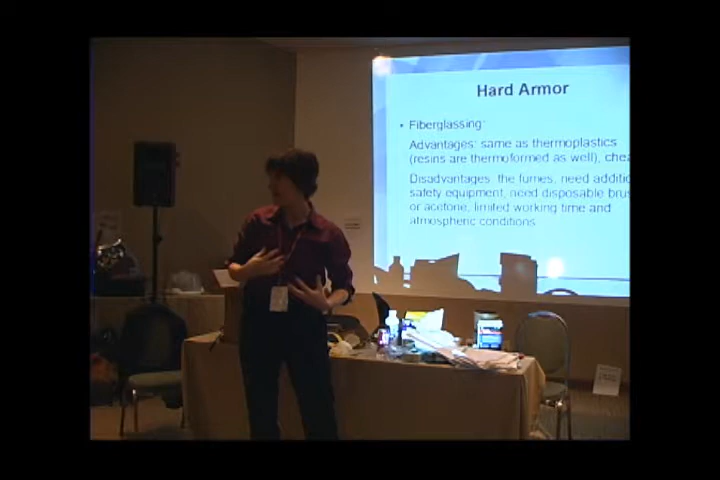 Hard Armor
• Fiberglassing:
Advantages: same as thermoplastics
(resins are thermoformed as well),
Disadvantages: the fumes, need
safety equipment, need disposable
or acetone, limited working time and
atmospheric conditions